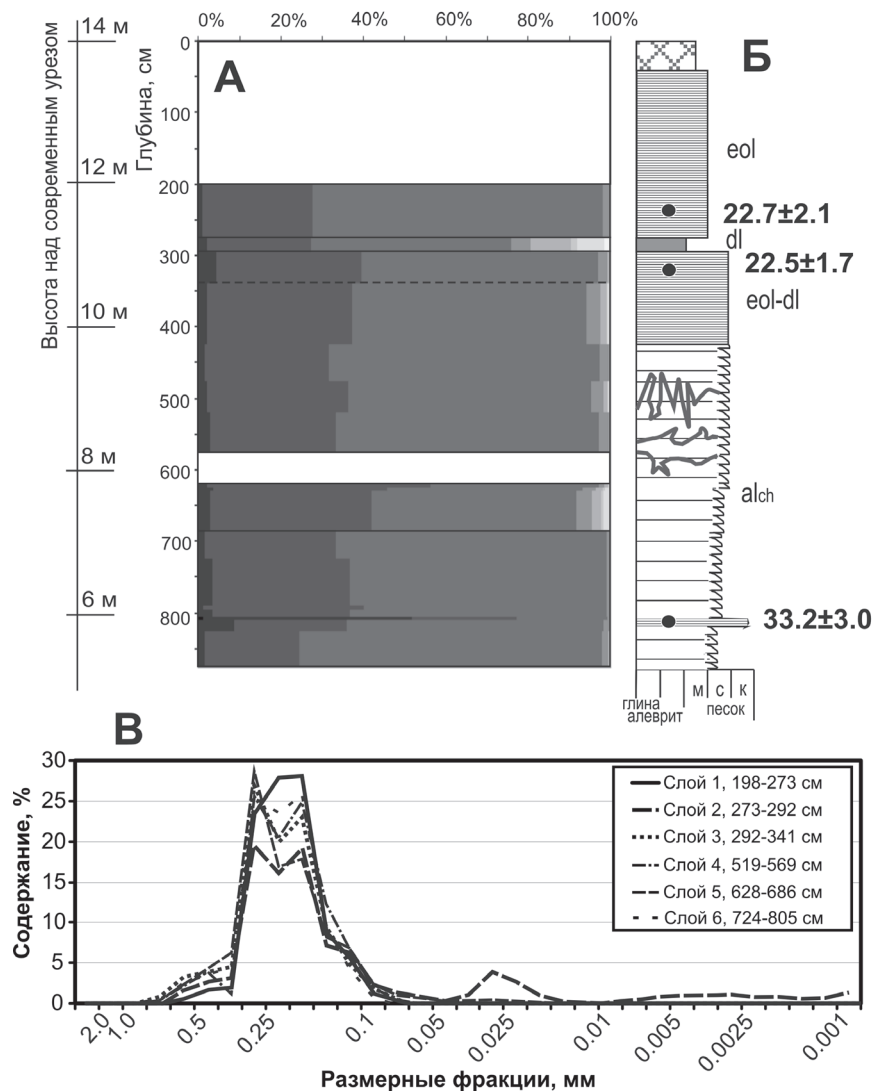 0%
20%
40%
60%
80%
100%
14 м
12 м
10 м
8 м
6 м
Высота над современным урезом
Глубина, см
0
100
200
300
400
500
600
700
800
А
Б
eol
22.7±2.1
dl
22.5±1.7
eol-dl
alch
33.2±3.0
глина
алеврит
м
с
к
песок
В
30
25
20
15
10
5
0
Содержание, %
Слой 1, 198-273 см
Слой 2, 273-292 см
Слой 3, 292-341 см
Слой 4, 519-569 см
Слой 5, 628-686 см
Слой 6, 724-805 см
2.0
1.0
0.5
0.25
0.1
0.05
0.025
0.01
0.005
0.0025
0.001
Размерные фракции, мм